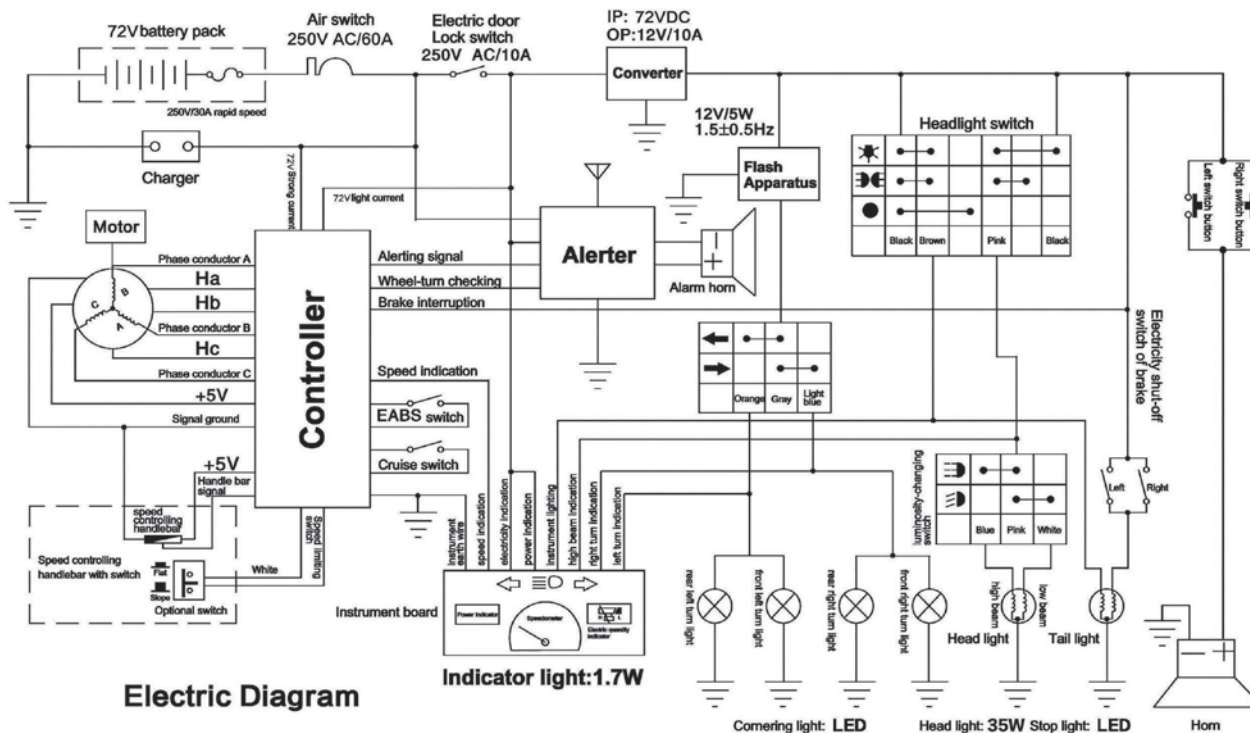 72V battery pack
250V/30A rapid speed
Air switch
250V AC/60A
Electric door
Lock switch
250V AC/10A
IP: 72VDC
OP:12V/10A
Converter
12V/5W
1.5±0.5Hz
Flash
Apparatus
Headlight switch
Black
Brown
Pink
Black
Left switch button
Right switch button
Charger
72V Strong current
72V light current
Motor
A
B
C
Phase conductor A
Ha
Hb
Phase conductor B
Hc
Phase conductor C
+5V
Signal ground
+5V
Handle bar
signal
Controller
Alerting signal
Wheel-turn checking
Brake interruption
Alerter
Alarm horn
Speed indication
EABS switch
Cruise switch
Orange
Gray
Light
blue
Electricity shut-off
switch of brake
Left
Right
luminously-changing
switch
Blue
Pink
White
speed
controlling
handlebar
Speed controlling
handlebar with switch
Flat
Slope
Optional switch
White
Speed limiting
switch
instrument
earth wire
speed indication
electricity indication
power indication
instrument lighting
high beam indication
right turn indication
left turn indication
Instrument board
Power indicator
Speedometer
H
L
Electric quantity
indicator
Indicator light:1.7W
rear left turn light
front left turn light
rear right turn light
front right turn light
high beam
low beam
Head light
Tail light
Electric Diagram
Cornering light: LED
Head light: 35W Stop light: LED
Horn